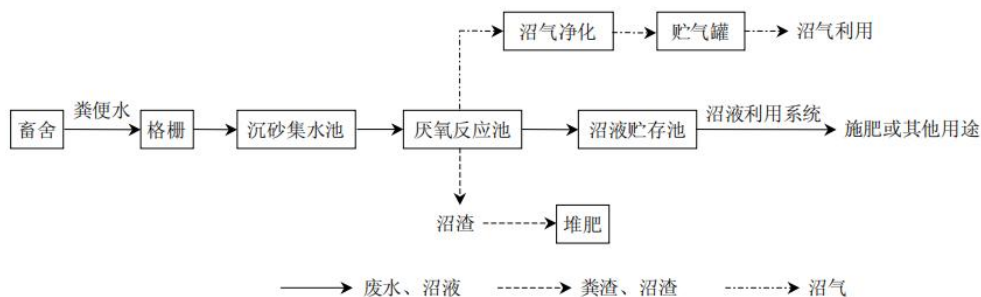 沼气净化 贮气罐 沼气利用
粪便水 沼液利用系统
畜舍 格栅 沉砂集水池 厌氧反应池 沼液贮存池 施肥或其他用途
沼渣 堆肥
废水、沼液 粪渣、沼渣 沼气